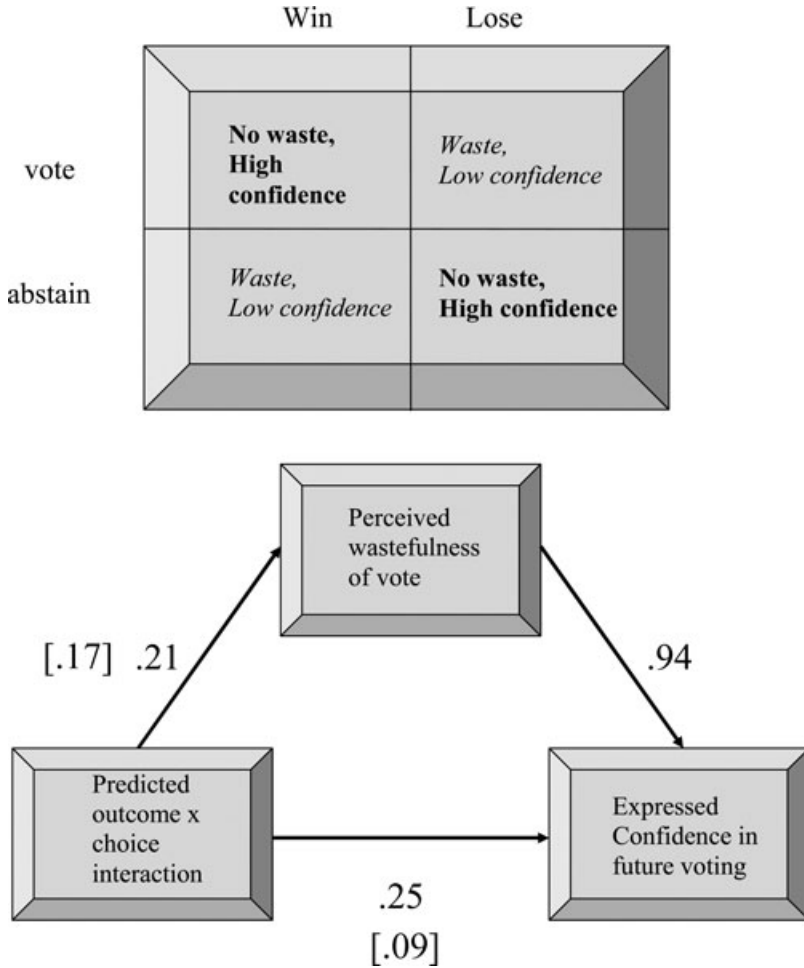 Win Lose
vote
No waste,
High
confidence
Waste,
Low confidence
abstain
Waste,
Low confidence
No waste,
High confidence
Perceived
wastefulness
of vote
[.17] .21
.94
Predicted
outcome x
choice
interaction
Expressed
Confidence in
future voting
.25
[.09]